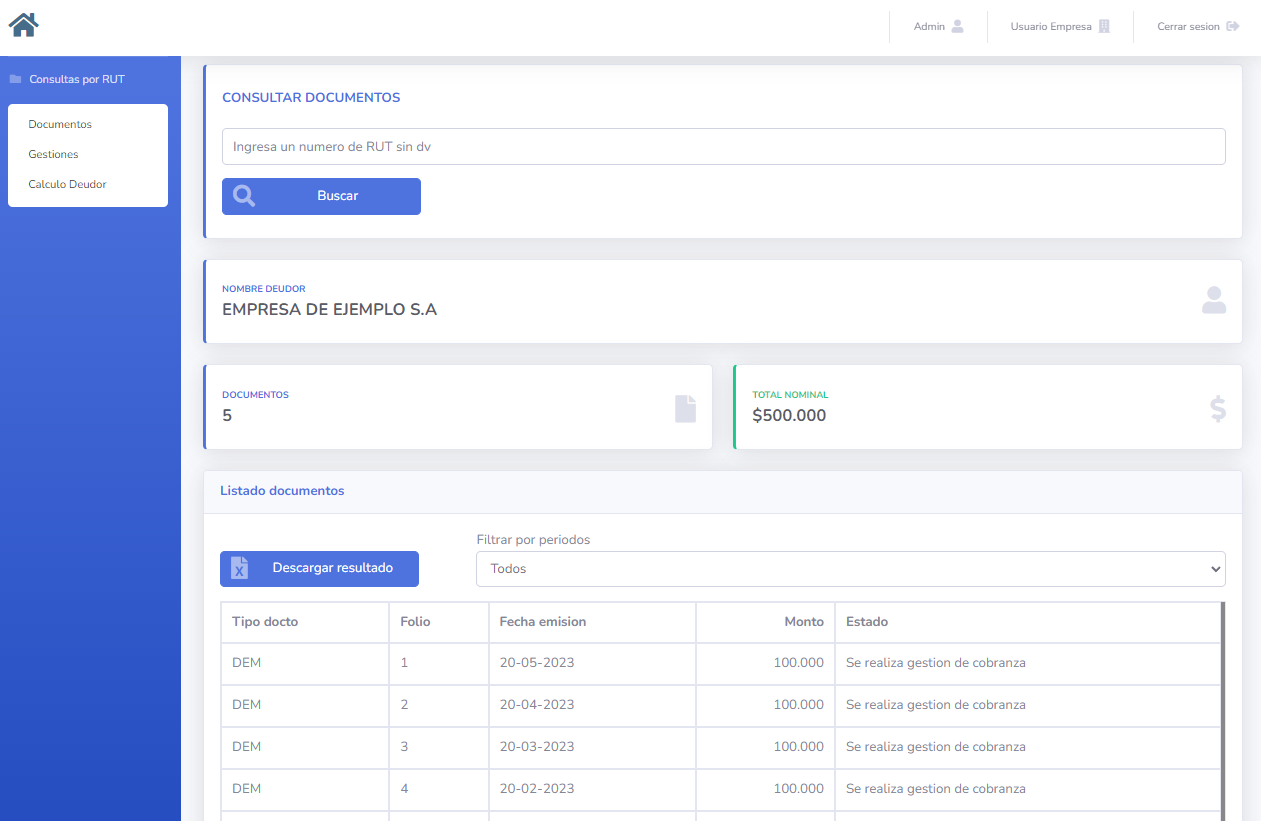 Admin
Usuario Empresa
Cerrar sesion
Consultas por RUT
Documentos
Gestiones
Calculo Deudor
CONSULTAR DOCUMENTOS
Ingresa un numero de RUT sin dv
Buscar
NOMBRE DEUDOR
EMPRESA DE EJEMPLO S.A
DOCUMENTOS
5
TOTAL NOMINAL
$500.000
Listado documentos
Filtrar por periodos
Descargar resultado
Todos
Tipo docto Folio Fecha emision Monto Estado
DEM 1 20-05-2023 100.000 Se realiza gestion de cobranza
DEM 2 20-04-2023 100.000 Se realiza gestion de cobranza
DEM 3 20-03-2023 100.000 Se realiza gestion de cobranza
DEM 4 20-02-2023 100.000 Se realiza gestion de cobranza